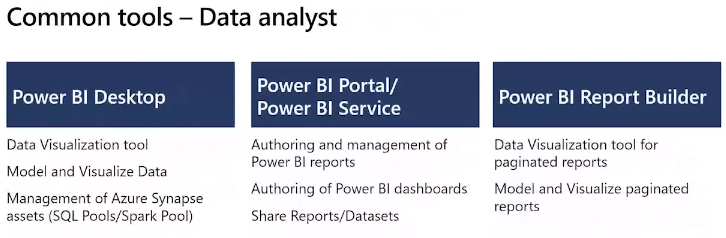 Common tools – Data analyst
Power BI Desktop
Data Visualization tool
Model and Visualize Data
Management of Azure Synapse
assets (SQL Pools/Spark Pool)
Power BI Portal/
Power BI Service
Authoring and management of
Power BI reports
Authoring of Power BI dashboards
Share Reports/Datasets
Power BI Report Builder
Data Visualization tool for
paginated reports
Model and Visualize paginated
reports